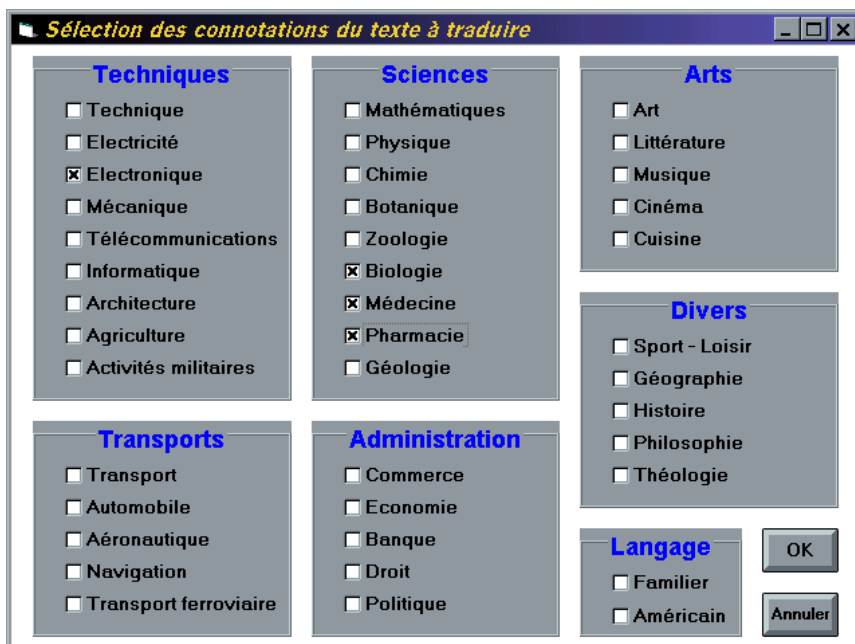 Sélection des connotations du texte à traduire
Techniques
Technique
Electricité
Electronique
Mécanique
Télécommunications
Informatique
Architecture
Agriculture
Activités militaires
Sciences
Mathématiques
Physique
Chimie
Botanique
Zoologie
Biologie
Médecine
Pharmacie
Géologie
Arts
Art
Littérature
Musique
Cinéma
Cuisine
Divers
Sport - Loisir
Géographie
Histoire
Philosophie
Théologie
Transports
Transport
Automobile
Aéronautique
Navigation
Transport ferroviaire
Administration
Commerce
Economie
Banque
Droit
Politique
Langage
Familier
Américain
OK
Annuler